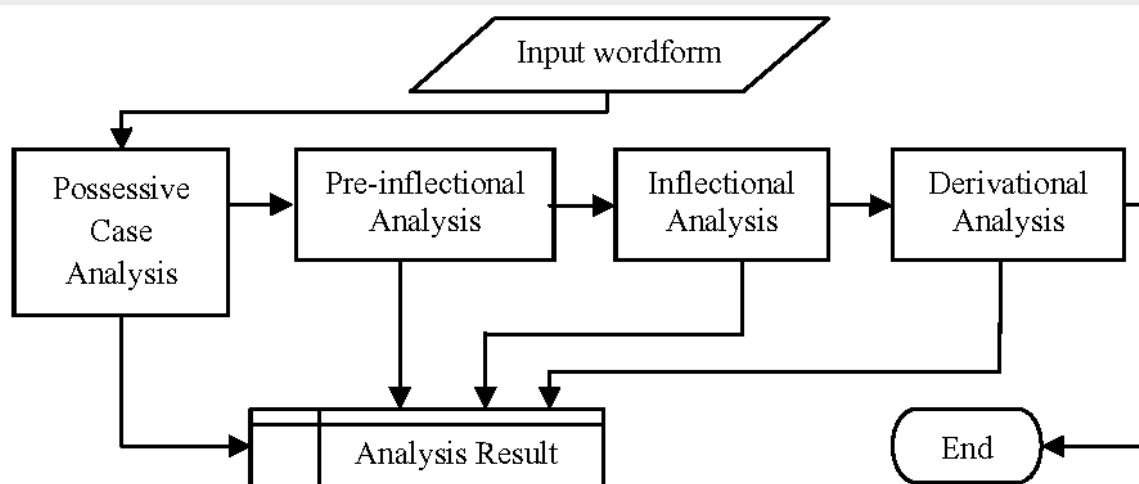 Input wordform
Possessive
Case
Analysis
Pre-inflectional
Analysis
Inflectional
Analysis
Derivational
Analysis
Analysis Result
End